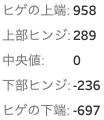 ヒゲの上端: 958
上部ヒンジ: 289
中央値: 0
下部ヒンジ: -236
ヒゲの下端: -697